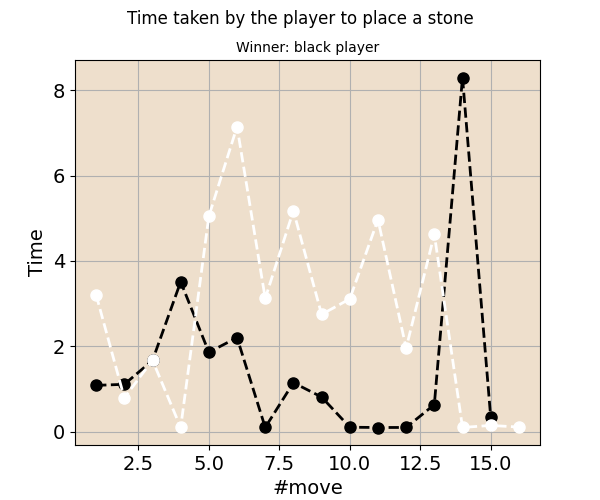 Time taken by the player to place a stone
Winner: black player
8
6
4
2
0
Time
2.5 5.0 7.5 10.0 12.5 15.0
#move